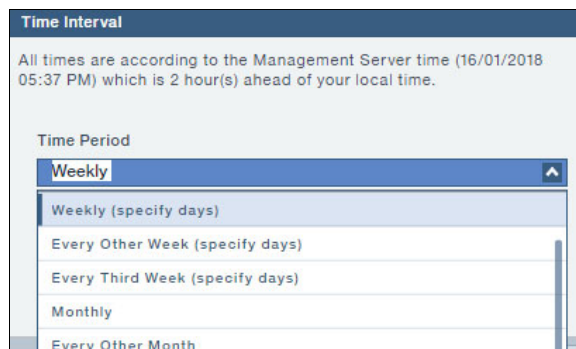 Time Interval
All times are according to the Management Server time (16/01/2018
05:37 PM) which is 2 hour(s) ahead of your local time.
Time Period
Weekly
Weekly (specify days)
Every Other Week (specify days)
Every Third Week (specify days)
Monthly
Every Other Month